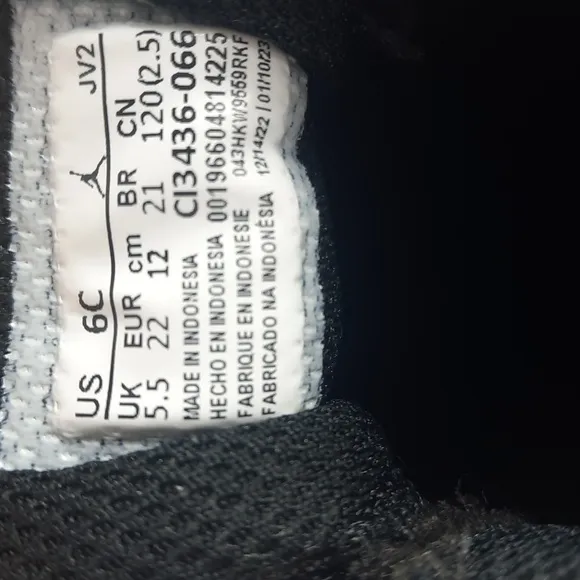 US 6C JV2
UK EUR cm BR CN
5.5 22 12 21 120(2.5)
MADE IN INDONESIA CI3436-066
HECHO EN INDONESIA 00196604814225
FABRIQUE EN INDONESIE 043HKW9559RKF
FABRICADO NA INDONÉSIA 12/14/22 | 01/10/23